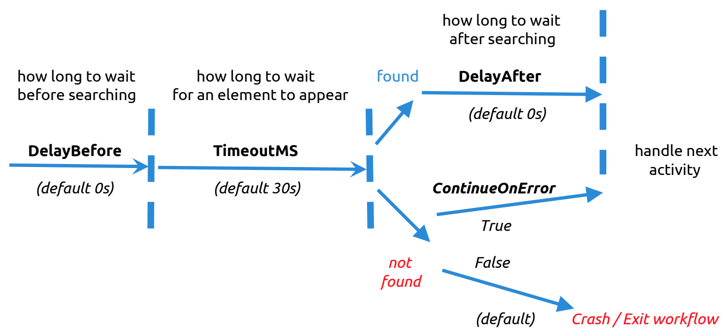 how long to wait
before searching
DelayBefore
(default 0s)
how long to wait
for an element to appear
TimeoutMS
(default 30s)
found
how long to wait
after searching
DelayAfter
(default 0s)
not
found
ContinueOnError
True
False
(default)
Crash / Exit workflow
handle next
activity